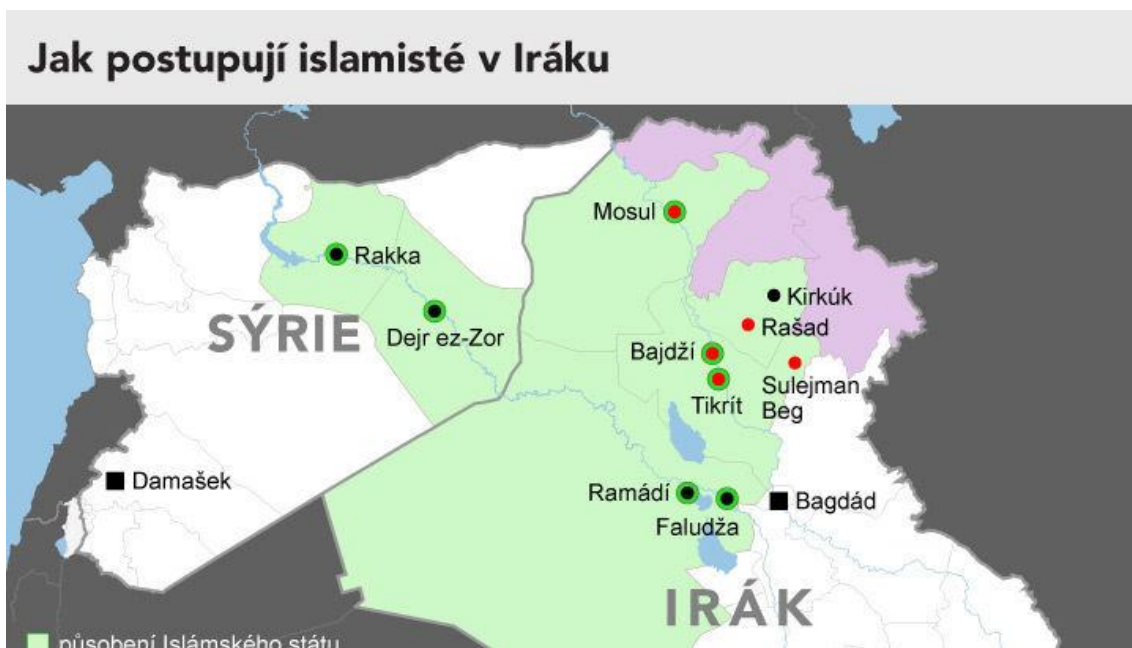 Jak postupují islamisté v Iráku
Mosul
Rakka
Kirkúk
Rašad
SÝRIE
Dejr ez-Zor
Bajdží
Tikrít
Sulejman
Beg
Damašek
Ramádí
Bagdád
Faludža
IRÁK
působení Islámského státu